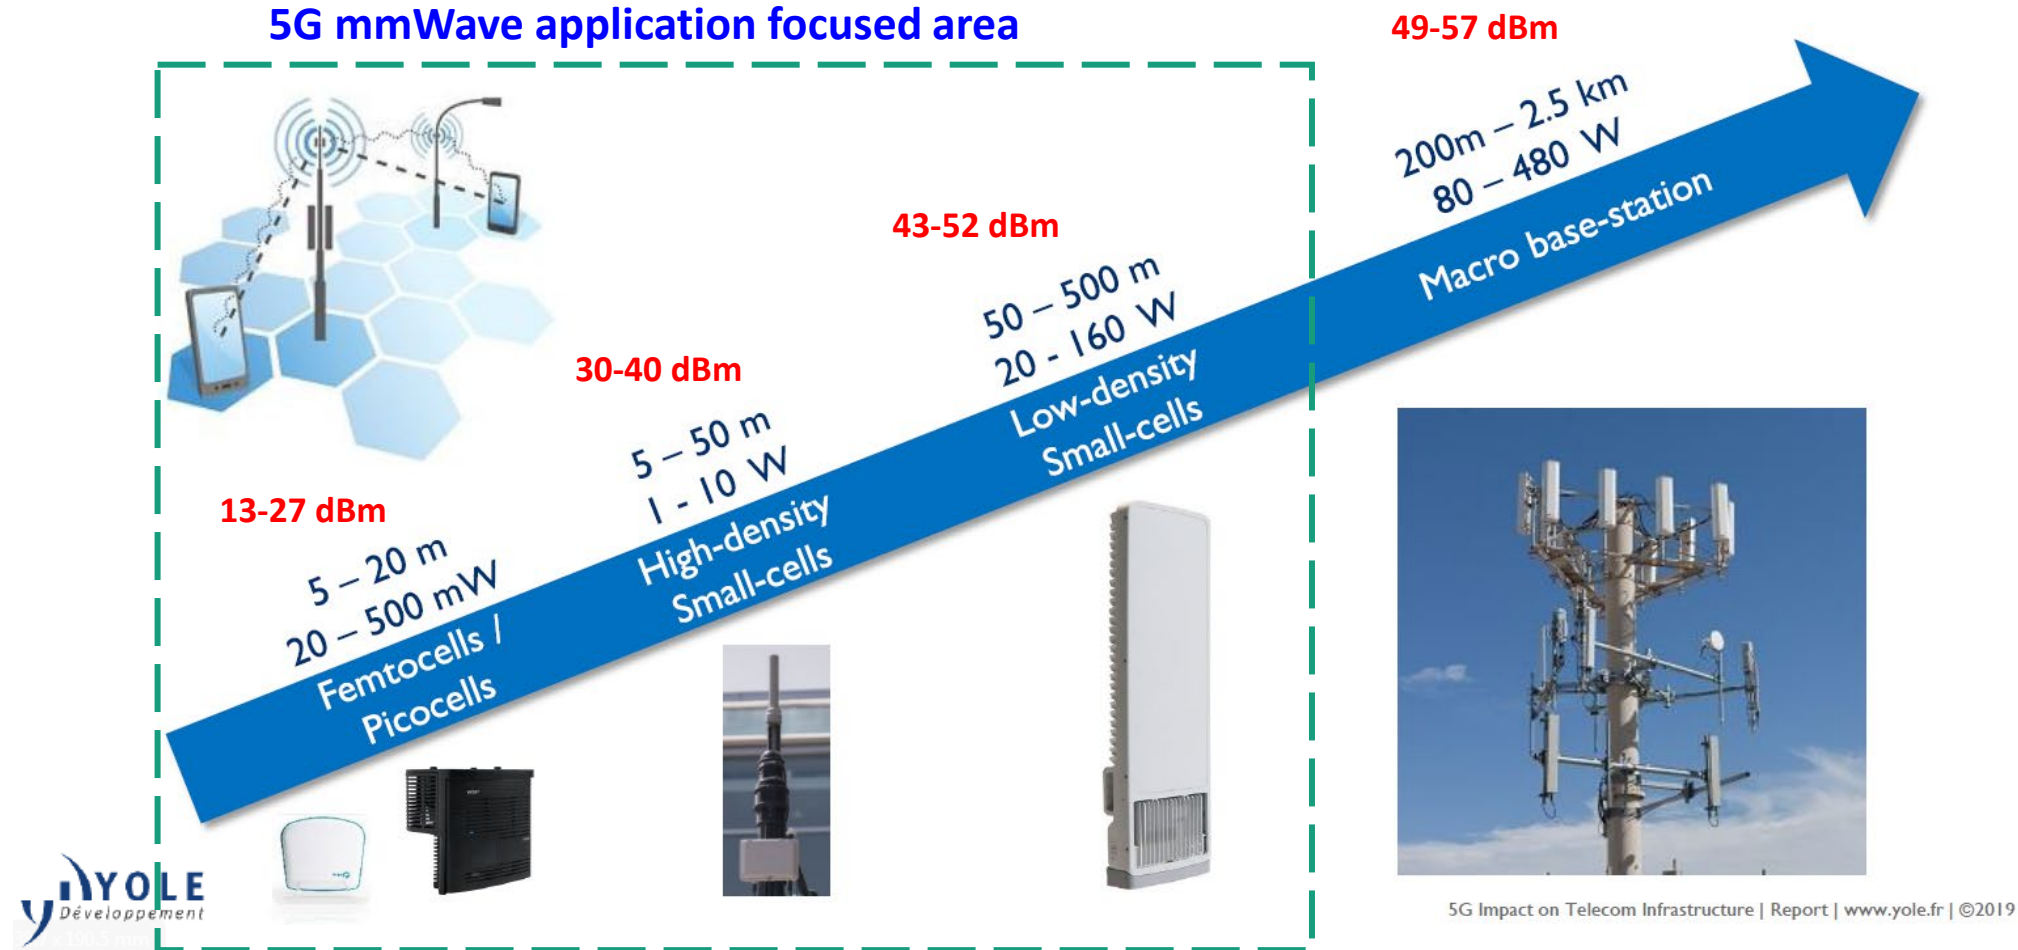 5G mmWave application focused area
49-57 dBm
200m – 2.5 km
80 – 480 W
Macro base-station
43-52 dBm
50 – 500 m
20 - 160 W
Low-density
Small-cells
30-40 dBm
5 – 50 m
1 - 10 W
High-density
Small-cells
13-27 dBm
5 – 20 m
20 – 500 mW
Femtocells /
Picocells
YOLE
Développement
5G Impact on Telecom Infrastructure | Report | www.yole.fr | ©2019